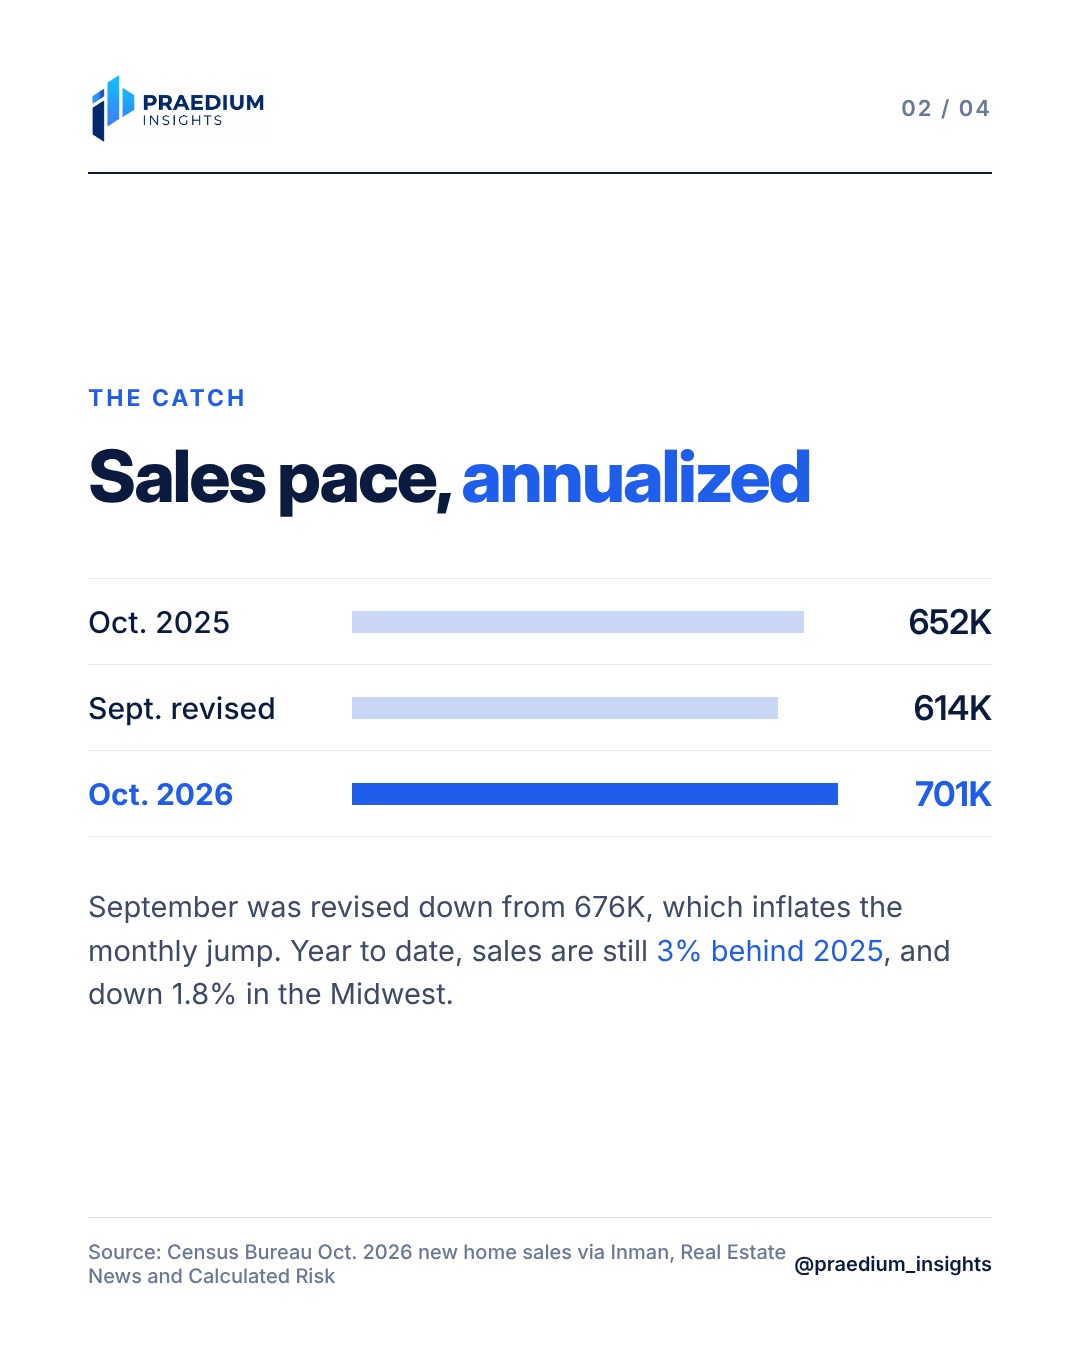 PRAEDIUM
INSIGHTS
02 / 04
THE CATCH
Sales pace, annualized
Oct. 2025 652K
Sept. revised 614K
Oct. 2026 701K
September was revised down from 676K, which inflates the
monthly jump. Year to date, sales are still 3% behind 2025, and
down 1.8% in the Midwest.
Source: Census Bureau Oct. 2026 new home sales via Inman, Real Estate
News and Calculated Risk
@praedium_insights